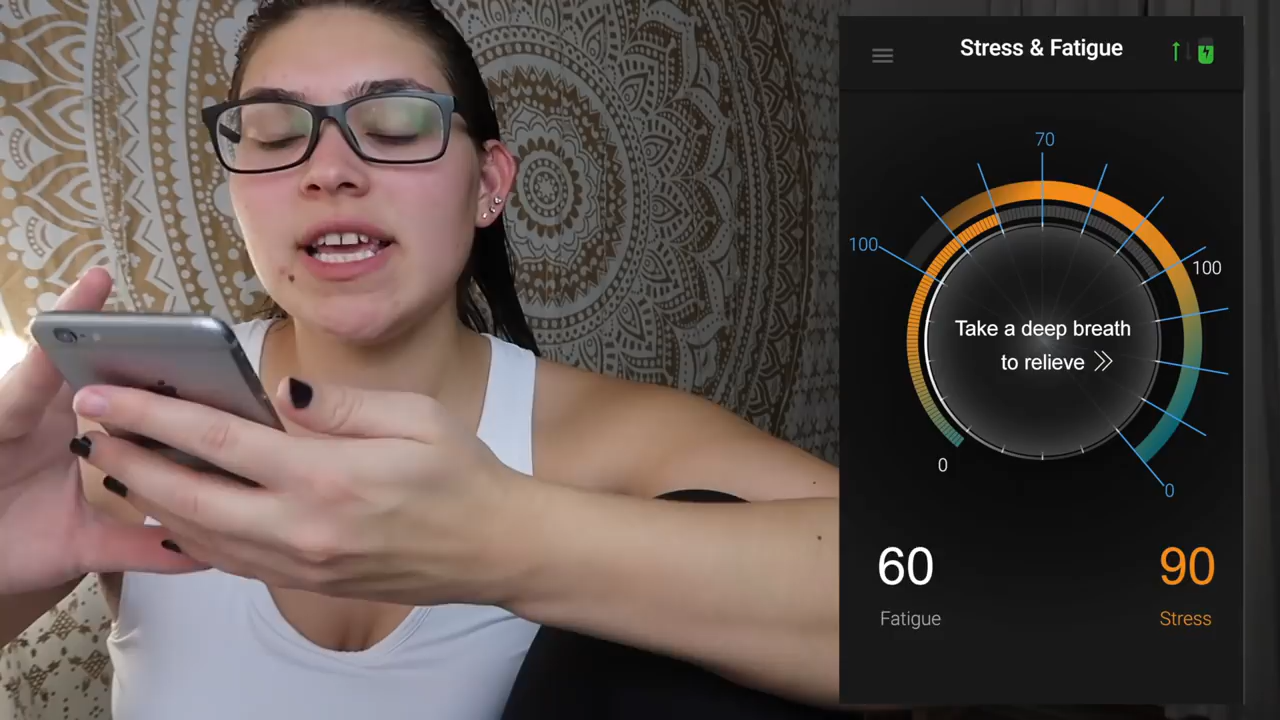 Stress & Fatigue
70
100
100
Take a deep breath
to relieve
0
0
60
90
Fatigue
Stress